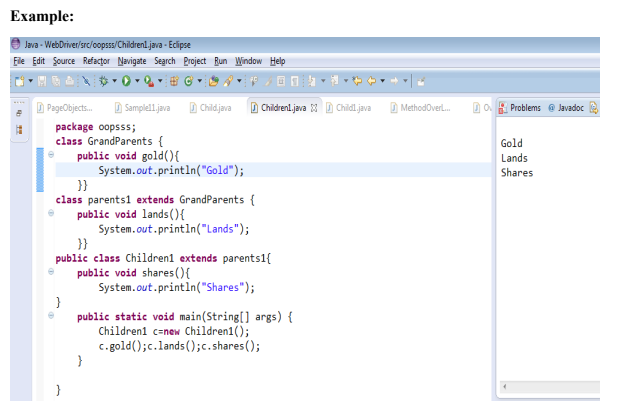 Example:
Java - WebDriver/src/oopsss/Children1.java - Eclipse
File Edit Source Refactor Navigate Search Project Run Window Help
PageObjects... Sample11.java Child.java Children1.java Child1.java MethodOverL... Ov
package oopsss;
class GrandParents {
public void gold(){
System.out.println("Gold");
}}
class parents1 extends GrandParents {
public void lands(){
System.out.println("Lands");
}}
public class Children1 extends parents1{
public void shares(){
System.out.println("Shares");
}
public static void main(String[] args) {
Children1 c=new Children1();
c.gold();c.lands();c.shares();
}
}
Problems @ Javadoc
Gold
Lands
Shares